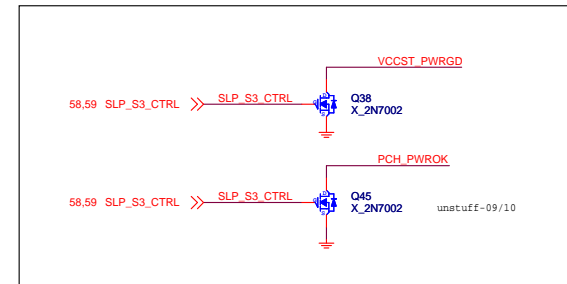 VCCST_PWRGD
58,59 SLP_S3_CTRL SLP_S3_CTRL Q38
X_2N7002
PCH_PWROK
58,59 SLP_S3_CTRL SLP_S3_CTRL Q45
X_2N7002 unstuff-09/10